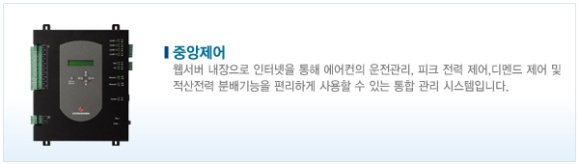 중앙제어
웹서버 내장으로 인터넷을 통해 에어컨의 운전관리, 피크 전력 제어,디멘드 제어 및
적산전력 분배기능을 편리하게 사용할 수 있는 통합 관리 시스템입니다.